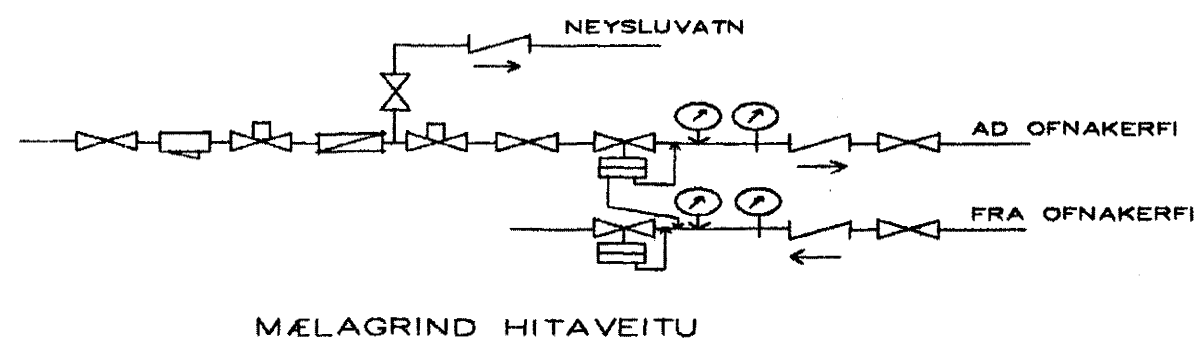 NEYSLUVATN
AD OFNAKERFI
FRA OFNAKERFI
MÆLAGRIND HITAVEITU